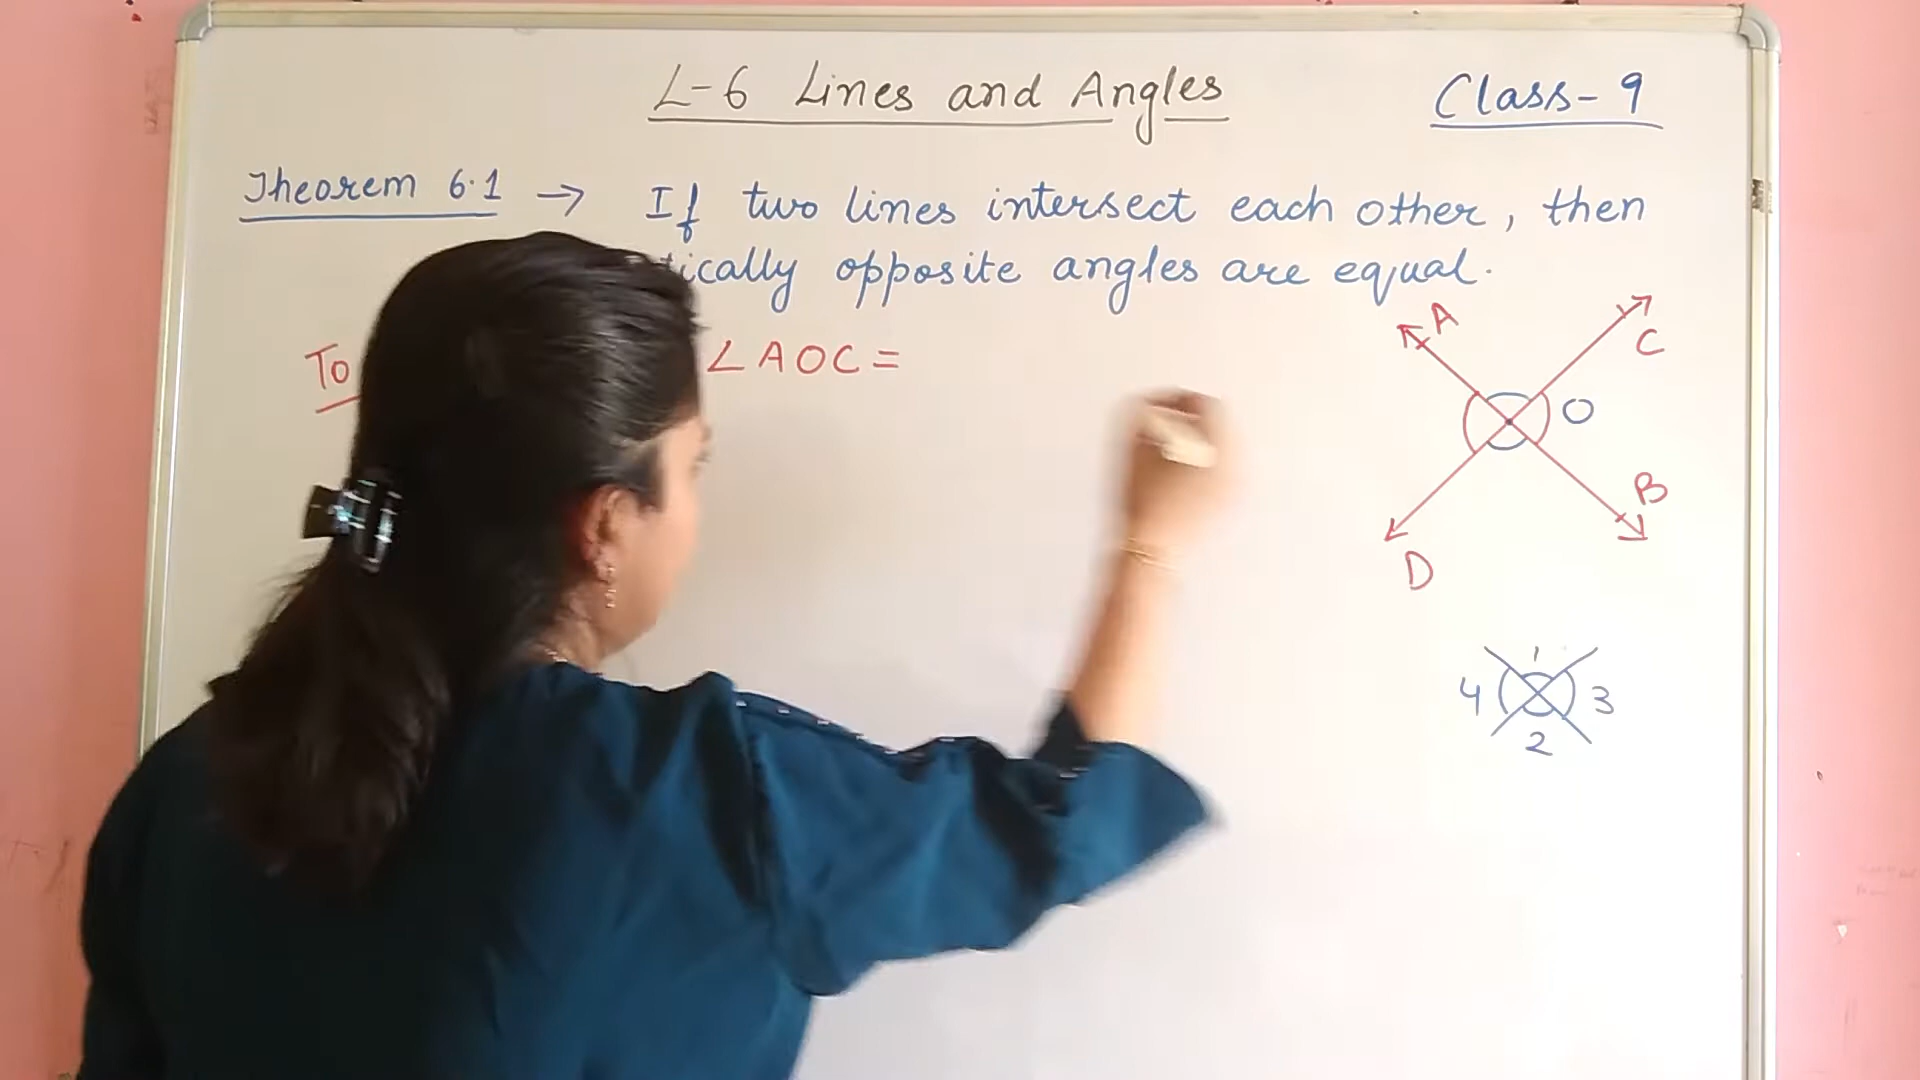 L-6 Lines and Angles
Class-9
Theorem 6.1 → If two lines intersect each other, then
tically opposite angles are equal.
To
∠AOC=
A
C
O
B
D
1
4
3
2